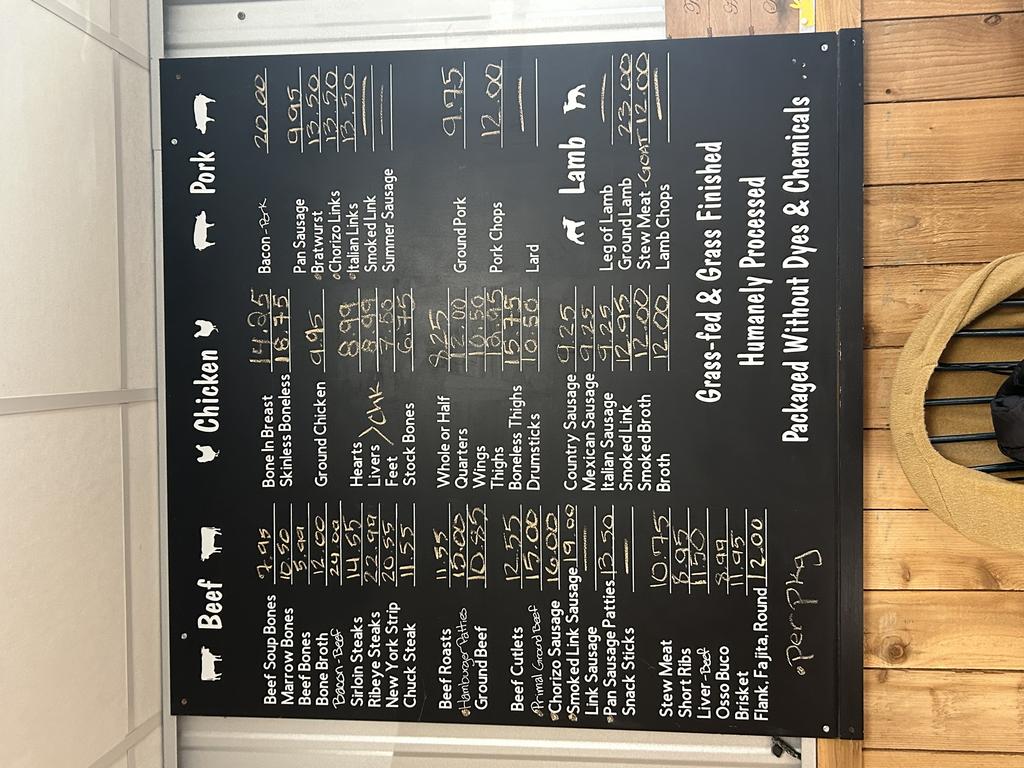 Beef
Beef Soup Bones 7.95
Marrow Bones 10.50
Beef Bones 5.99
Bone Broth 12.00
Bacon-Beef 24.00
Sirloin Steaks 14.55
Ribeye Steaks 22.99
New York Strip 20.55
Chuck Steak 11.55
Beef Roasts 11.55
•Hamburger Patties 15.00
Ground Beef
Beef Cutlets 12.55
•Primal Ground Beef 15.00
•Chorizo Sausage 16.00
•Smoked Link Sausage 19.00
Link Sausage —
•Pan Sausage Patties 13.50
Snack Sticks —
Stew Meat 10.75
Short Ribs
Liver-Beef 11.50
Osso Buco 8.99
Brisket 11.95
Flank, Fajita, Round 12.00
•per pkg
Chicken
Bone In Breast
Skinless Boneless 16.75
Ground Chicken 9.95
Hearts 8.99
Livers >CHK 8.99
Feet 7.50
Stock Bones 6.75
Whole or Half 8.25
Quarters 12.00
Wings 10.50
Thighs 10.95
Boneless Thighs 15.75
Drumsticks 10.50
Country Sausage 9.25
Mexican Sausage 9.25
Italian Sausage 9.25
Smoked Link 12.95
Smoked Broth 12.00
Broth 12.00
Pork
Bacon-Pork 20.00
Pan Sausage 9.95
•Bratwurst 13.50
•Chorizo Links 13.50
•Italian Links 13.50
Smoked Link —
Summer Sausage —
Ground Pork 9.75
Pork Chops 12.00
Lard —
Lamb
Leg of Lamb —
Ground Lamb 23.00
Stew Meat-GOAT 12.00
Lamb Chops —
Grass-fed & Grass Finished
Humanely Processed
Packaged Without Dyes & Chemicals